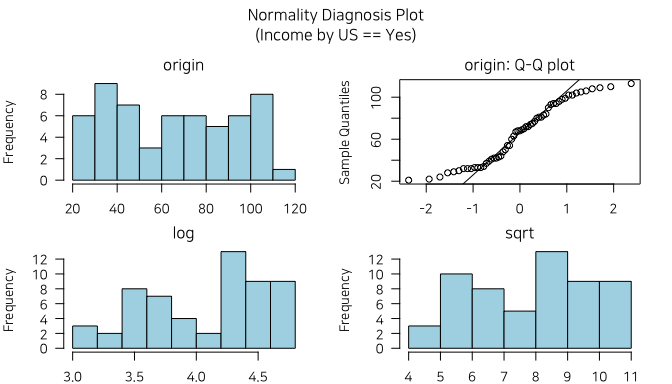 Normality Diagnosis Plot
(Income by US == Yes)
origin
Frequency
8
6
4
2
0
20 40 60 80 100 120
origin: Q-Q plot
Sample Quantiles
100
60
20
-2 -1 0 1 2
log
Frequency
12
10
8
6
4
2
0
3.0 3.5 4.0 4.5
sqrt
Frequency
12
10
8
6
4
2
0
4 5 6 7 8 9 10 11